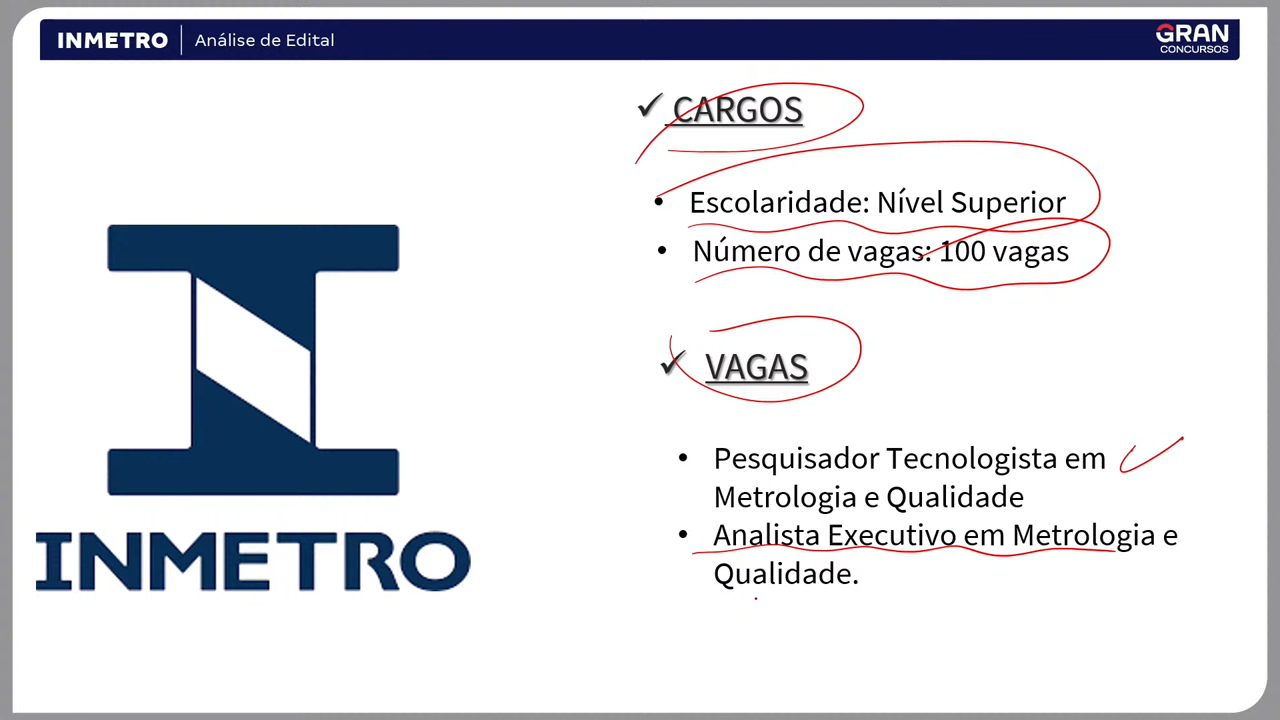 INMETRO | Análise de Edital
GRAN
CONCURSOS
✓ CARGOS
• Escolaridade: Nível Superior
• Número de vagas: 100 vagas
✓ VAGAS
• Pesquisador Tecnologista em
Metrologia e Qualidade
• Analista Executivo em Metrologia e
Qualidade.
INMETRO